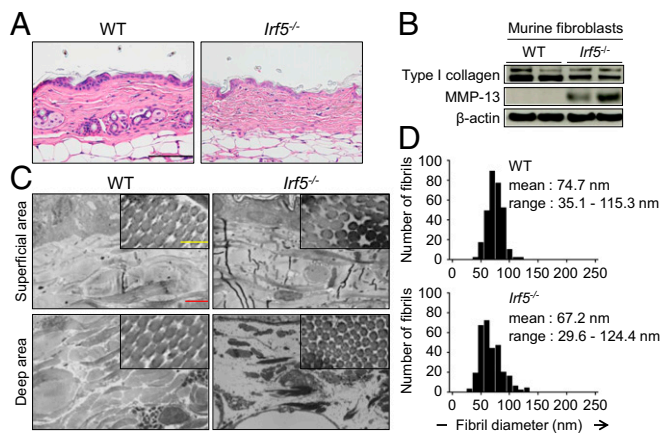 A
WT
Irf5-/-
B
Murine fibroblasts
WT
Irf5-/-
Type I collagen
MMP-13
β-actin
C
WT
Irf5-/-
Superficial area
Deep area
D
Number of fibrils
100
80
60
40
20
0
WT
mean : 74.7 nm
range : 35.1 - 115.3 nm
0 50 100 150 200 250
Number of fibrils
100
80
60
40
20
0
Irf5-/-
mean : 67.2 nm
range : 29.6 - 124.4 nm
0 50 100 150 200 250
– Fibril diameter (nm) →